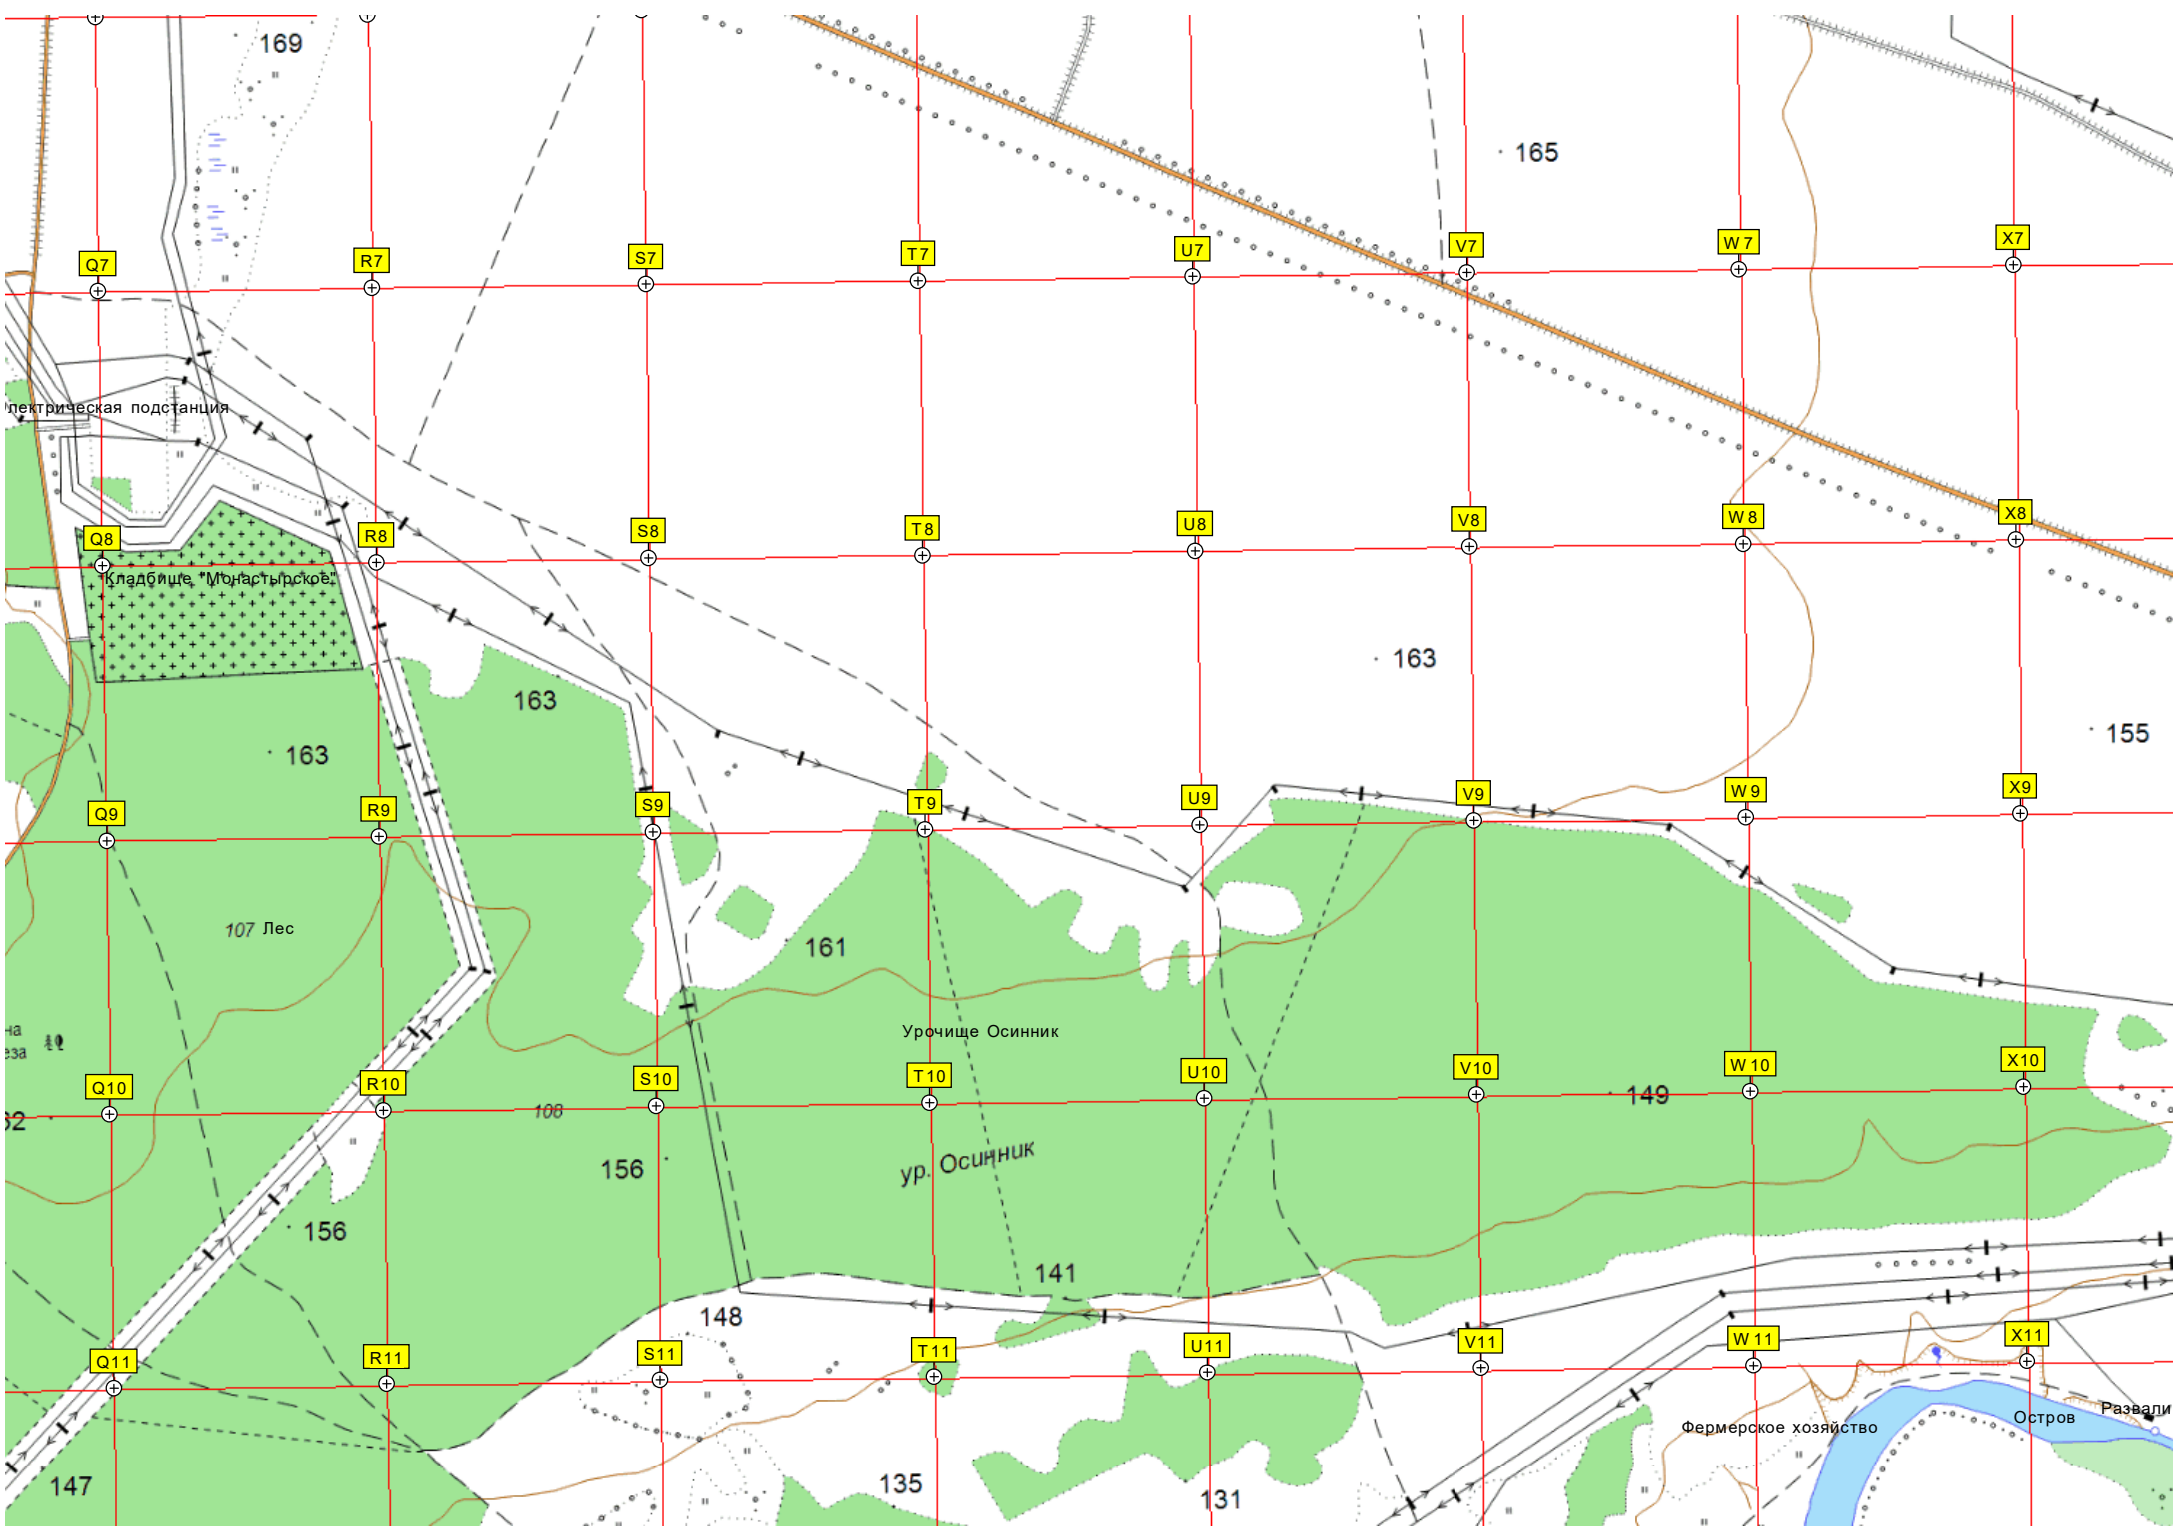 169
165
Q7
R7
S7
T7
U7
V7
W7
X7
лектрическая подстанция
Q8
R8
S8
T8
U8
V8
W8
X8
Кладбище "Монастырское"
163
163
163
155
Q9
R9
S9
T9
U9
V9
W9
X9
107 Лес
161
на
еза
Урочище Осинник
Q10
R10
S10
T10
U10
V10
W10
X10
108
149
62
156
ур. Осинник
156
141
148
Q11
R11
S11
T11
U11
V11
W11
X11
Развали
Остров
Фермерское хозяйство
147
135
131